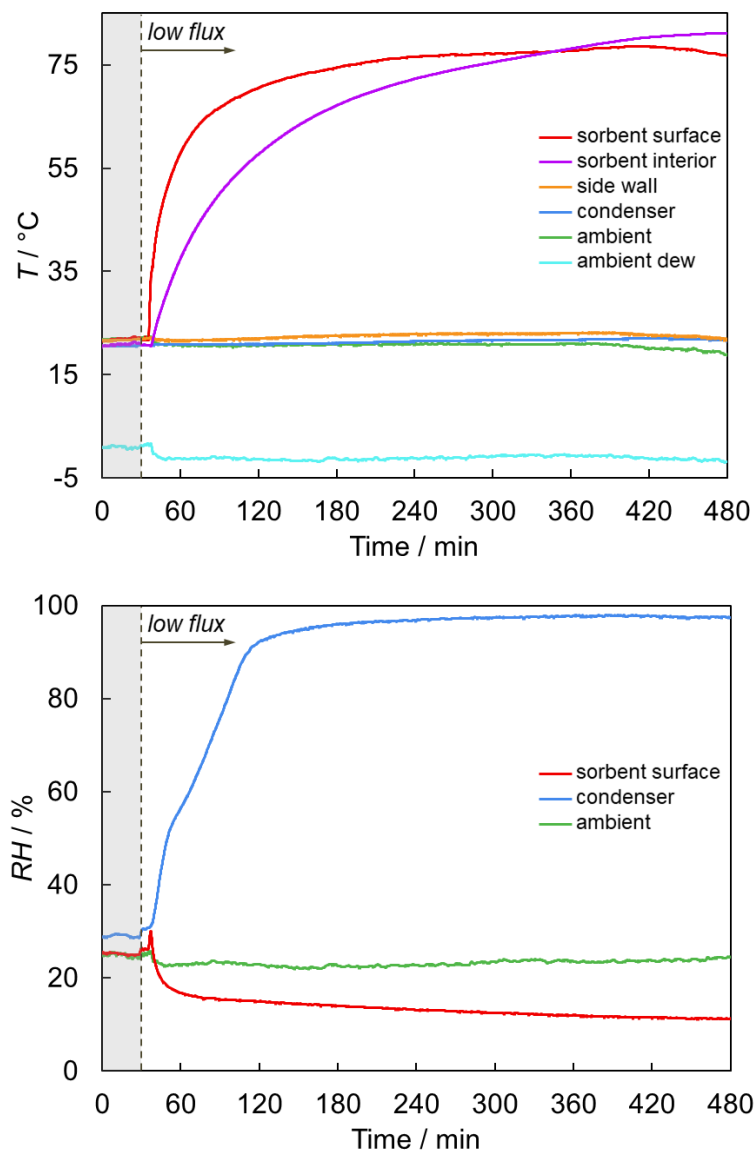 low flux
75
55
35
15
-5
T / °C
sorbent surface
sorbent interior
side wall
condenser
ambient
ambient dew
0 60 120 180 240 300 360 420 480
Time / min
100
80
60
40
20
0
RH / %
low flux
sorbent surface
condenser
ambient
0 60 120 180 240 300 360 420 480
Time / min